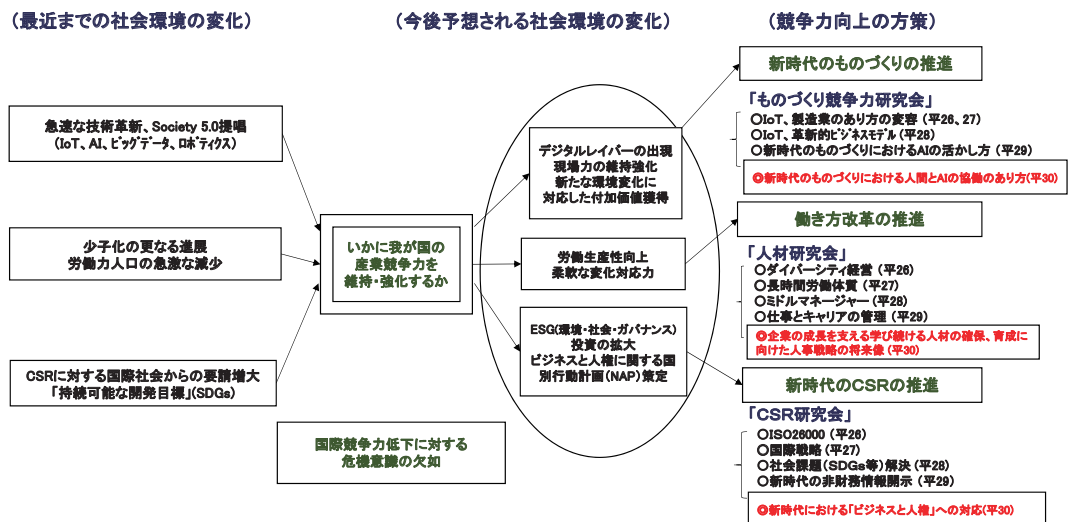 （最近までの社会環境の変化）
（今後予想される社会環境の変化）
（競争力向上の方策）
急速な技術革新、Society 5.0提唱
(IoT、AI、ﾋﾞｯｸﾞﾃﾞｰﾀ、ﾛﾎﾞﾃｨｸｽ)
少子化の更なる進展
労働力人口の急激な減少
CSRに対する国際社会からの要請増大
「持続可能な開発目標」(SDGs)
いかに我が国の
産業競争力を
維持・強化するか
国際競争力低下に対する
危機意識の欠如
デジタルレイバーの出現
現場力の維持強化
新たな環境変化に
対応した付加価値獲得
労働生産性向上
柔軟な変化対応力
ESG(環境・社会・ガバナンス)
投資の拡大
ビジネスと人権に関する国
別行動計画（NAP）策定
新時代のものづくりの推進
「ものづくり競争力研究会」
〇IoT、製造業のあり方の変容（平26、27）
〇IoT、革新的ﾋﾞｼﾞﾈｽﾓﾃﾞﾙ（平28）
〇新時代のものづくりにおけるAIの活かし方（平29）
◎新時代のものづくりにおける人間とAIの協働のあり方(平30)
働き方改革の推進
「人材研究会」
〇ダイバーシティ経営（平26）
〇長時間労働体質（平27）
〇ミドルマネージャー（平28）
〇仕事とキャリアの管理（平29）
◎企業の成長を支える学び続ける人材の確保、育成に
向けた人事戦略の将来像（平30）
新時代のCSRの推進
「CSR研究会」
〇ISO26000（平26）
〇国際戦略（平27）
〇社会課題（SDGs等）解決（平28）
〇新時代の非財務情報開示（平29）
◎新時代における「ビジネスと人権」への対応(平30)